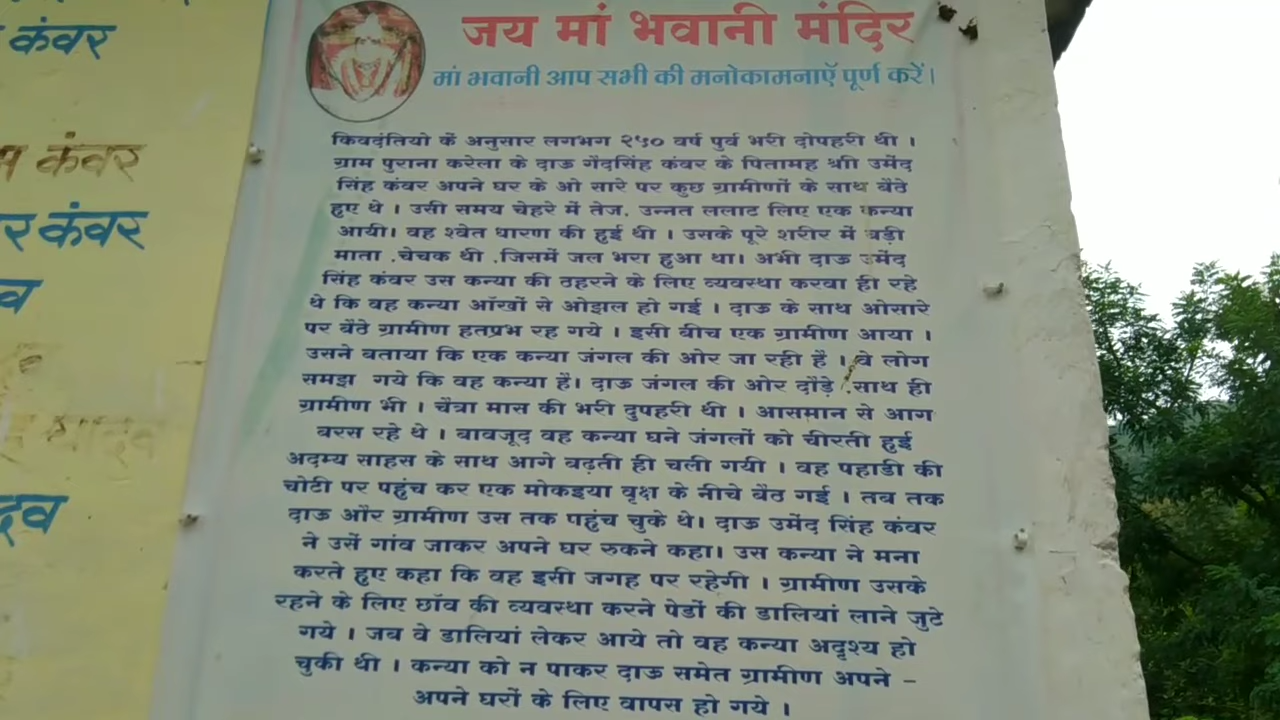 कंवर
कंवर
र कंवर
व
यादव
दव
जय मां भवानी मंदिर
मां भवानी आप सभी की मनोकामनाऍ पूर्ण करें।
किवदंतियो कें अनुसार लगभग २५० वर्ष पुर्व भरी दोपहरी थी ।
ग्राम पुराना करेला के दाऊ गेंदसिंह कंवर के पितामह श्री उमेंद
सिंह कंवर अपने घर के ओ सारे पर कुछ ग्रामीणों के साथ बैठे
हुए थे । उसी समय चेहरे में तेज, उन्नत ललाट लिए एक कन्या
आयी। वह श्वेत धारण की हुई थी । उसके पूरे शरीर में बड़ी
माता ,चेचक थी ,जिसमें जल भरा हुआ था। अभी दाऊ उमेंद
सिंह कंवर उस कन्या की ठहरने के लिए व्यवस्था करवा ही रहे
थे कि वह कन्या ऑखों से ओझल हो गई । दाऊ के साथ ओसारे
पर बैठे ग्रामीण हतप्रभ रह गये । इसी बीच एक ग्रामीण आया ।
उसने बताया कि एक कन्या जंगल की ओर जा रही है । वे लोग
समझ गये कि वह कन्या है। दाऊ जंगल की ओर दौड़े साथ ही
ग्रामीण भी । चैत्रा मास की भरी दुपहरी थी । आसमान से आग
बरस रहे थे । बावजूद वह कन्या घने जंगलों को चीरती हुई
अदम्य साहस के साथ आगे बढ़ती ही चली गयी । वह पहाडी की
चोटी पर पहुंच कर एक मोकइया वृक्ष के नीचे बैठ गई । तब तक
दाऊ और ग्रामीण उस तक पहुंच चुके थे। दाऊ उमेंद सिंह कंवर
ने उसें गांव जाकर अपने घर रुकने कहा। उस कन्या ने मना
करते हुए कहा कि वह इसी जगह पर रहेगी । ग्रामीण उसके
रहने के लिए छॉव की व्यवस्था करने पेडों की डालियां लाने जुटे
गये । जब वे डालियां लेकर आये तो वह कन्या अदृश्य हो
चुकी थी । कन्या को न पाकर दाऊ समेत ग्रामीण अपने –
अपने घरों के लिए वापस हो गये ।